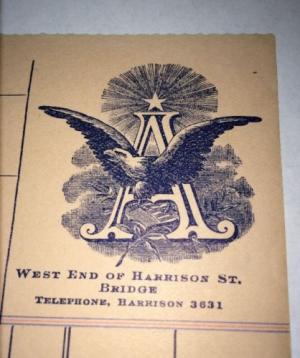 A
West End of Harrison St.
Bridge
Telephone, Harrison 3631